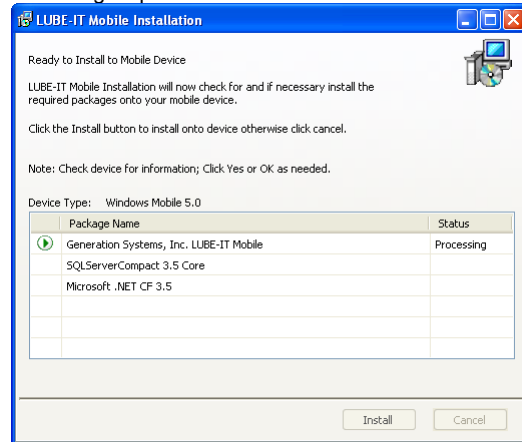 LUBE-IT Mobile Installation
Ready to Install to Mobile Device
LUBE-IT Mobile Installation will now check for and if necessary install the
required packages onto your mobile device.
Click the Install button to install onto device otherwise click cancel.
Note: Check device for information; Click Yes or OK as needed.
Device Type: Windows Mobile 5.0
Package Name Status
Generation Systems, Inc. LUBE-IT Mobile Processing
SQLServerCompact 3.5 Core
Microsoft .NET CF 3.5
Install Cancel